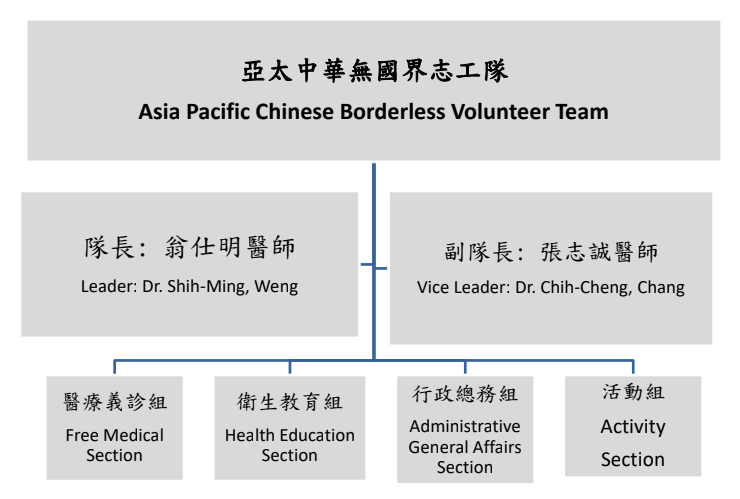 亞太中華無國界志工隊
Asia Pacific Chinese Borderless Volunteer Team
隊長: 翁仕明醫師
Leader: Dr. Shih-Ming, Weng
副隊長: 張志誠醫師
Vice Leader: Dr. Chih-Cheng, Chang
醫療義診組
Free Medical
Section
衛生教育組
Health Education
Section
行政總務組
Administrative
General Affairs
Section
活動組
Activity
Section